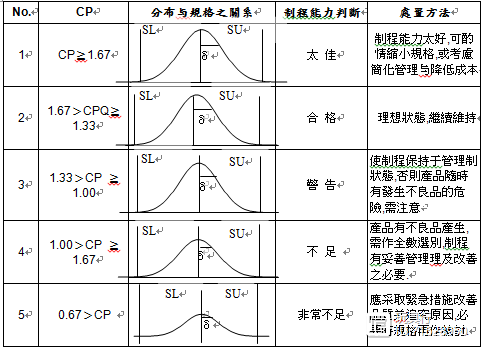 No. CP 分布与規格之關系 制程能力判斷 處置方法
1 CP≧1.67 SL SU δ 太 佳 制程能力太好,可酌
情縮小規格,或考慮
簡化管理与降低成本
2 1.67＞CPQ≧
1.33 SL SU δ 合 格 理想狀態,繼續維持
3 1.33＞CP ≧
1.00 SL SU δ 警 告 使制程保持于管理制
狀態,否則產品隨時
有發生不良品的危
險,需注意
4 1.00＞CP ≧
1.67 SL SU δ 不 足 產品有不良品產生,
需作全數選別,制程
有妥善管理理及改善
之必要.
5 0.67＞CP SL SU δ 非常不足 應采取緊急措施改善
品質并追究原因,必